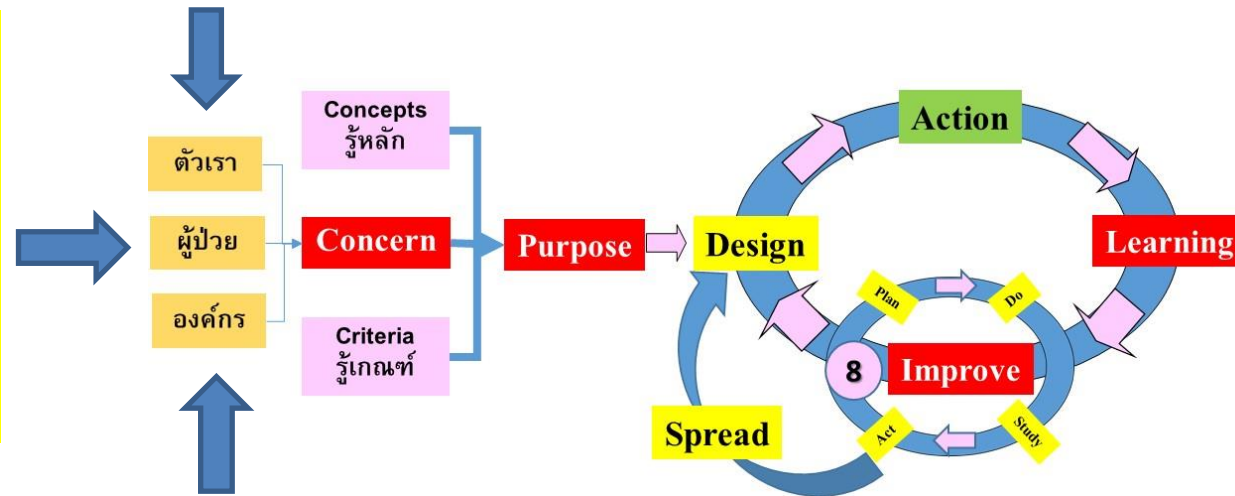 ตัวเรา
ผู้ป่วย
องค์กร
Concepts
รู้หลัก
Concern
Criteria
รู้เกณฑ์
Purpose
Design
Action
Learning
Improve
8
Plan
Do
Study
Act
Spread